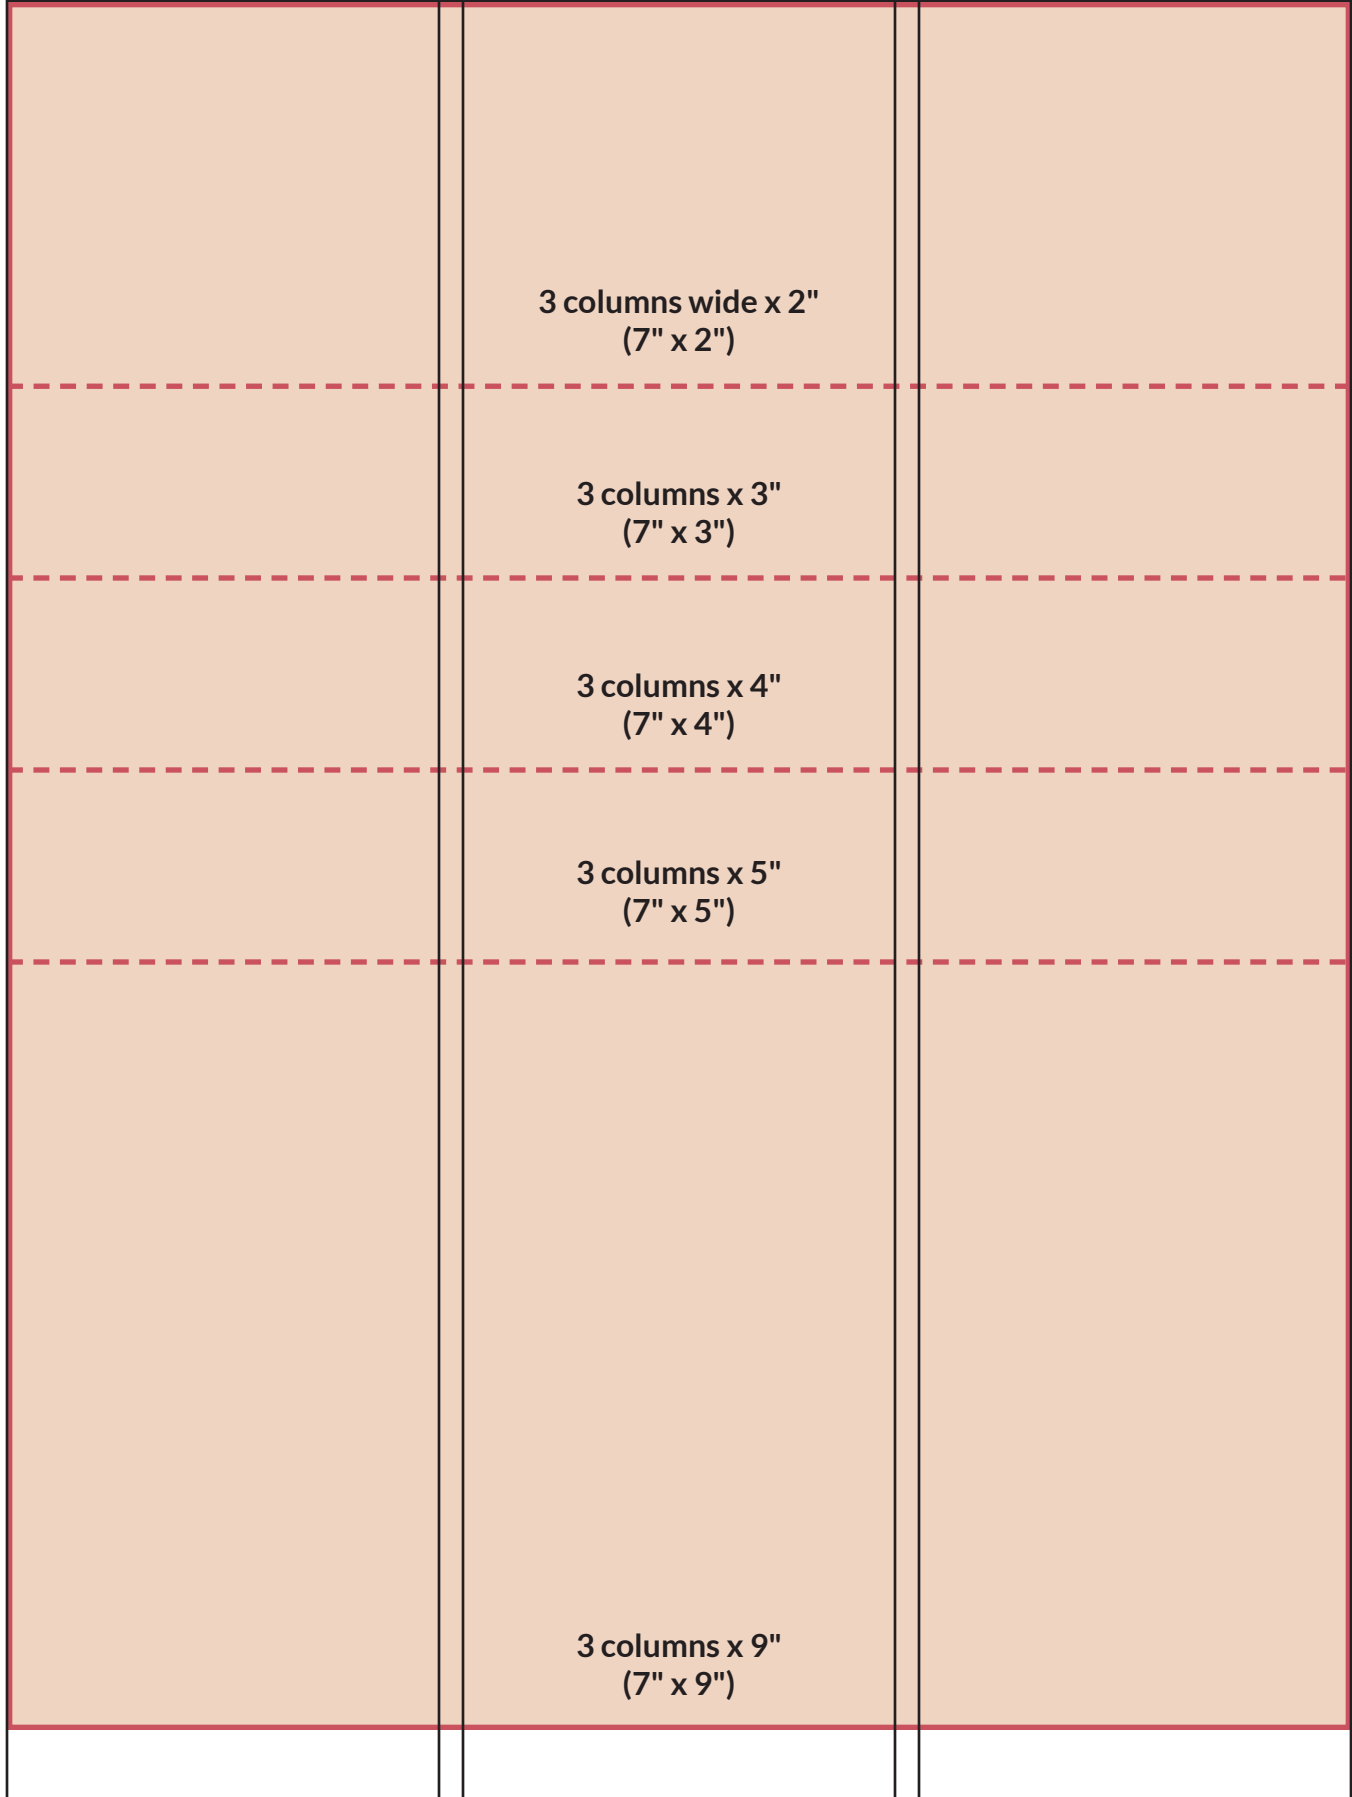 3 columns wide x 2"
(7" x 2")
3 columns x 3"
(7" x 3")
3 columns x 4"
(7" x 4")
3 columns x 5"
(7" x 5")
3 columns x 9"
(7" x 9")